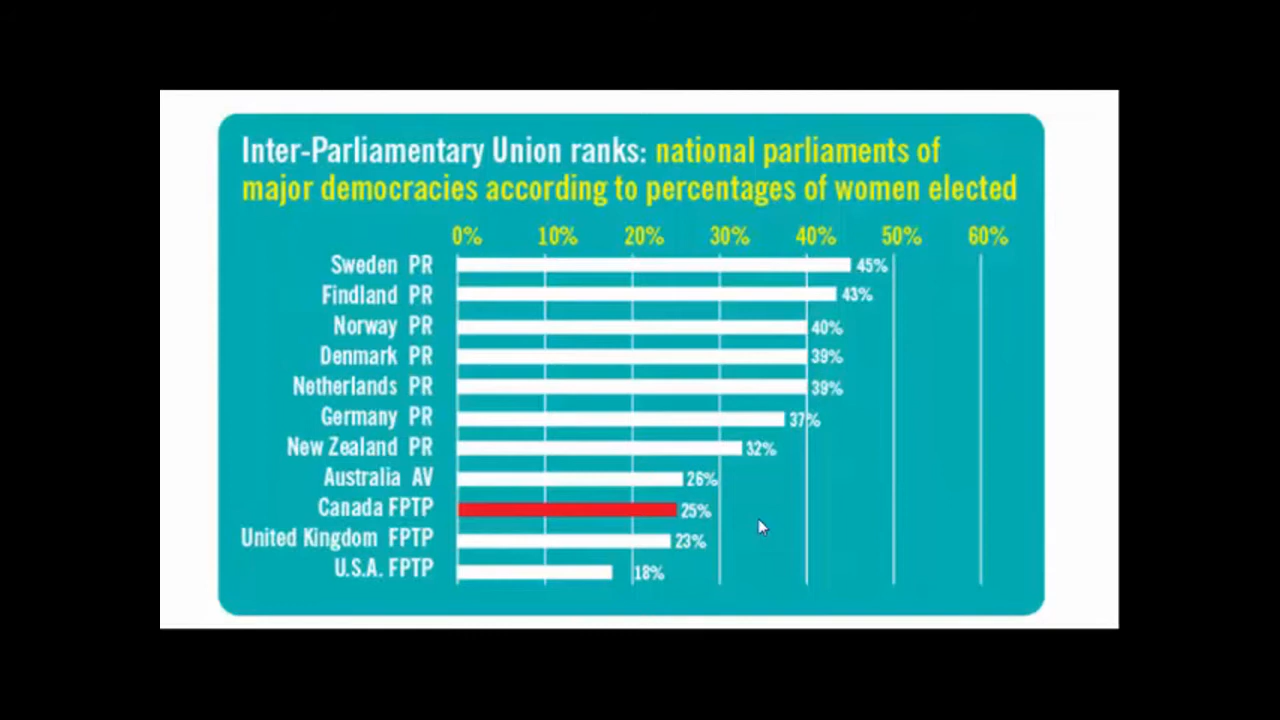 Inter-Parliamentary Union ranks: national parliaments of
major democracies according to percentages of women elected
0% 10% 20% 30% 40% 50% 60%
Sweden PR 45%
Findland PR 43%
Norway PR 40%
Denmark PR 39%
Netherlands PR 39%
Germany PR 37%
New Zealand PR 32%
Australia AV 26%
Canada FPTP 25%
United Kingdom FPTP 23%
U.S.A. FPTP 18%